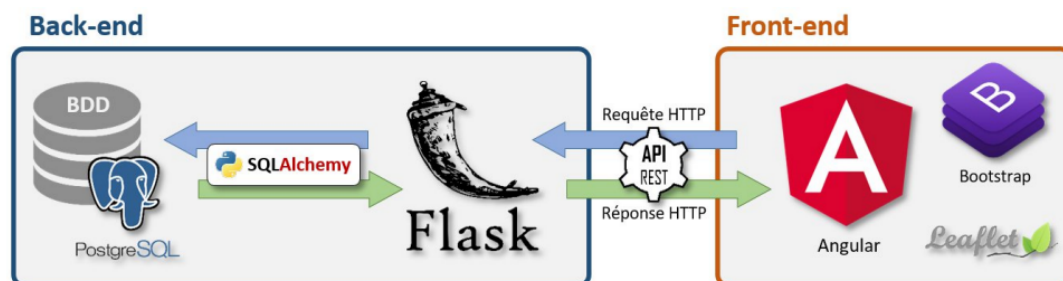 Back-end
Front-end
BDD
PostgreSQL
SQLAlchemy
Flask
Requête HTTP
API
REST
Réponse HTTP
A
Angular
B
Bootstrap
Leaflet